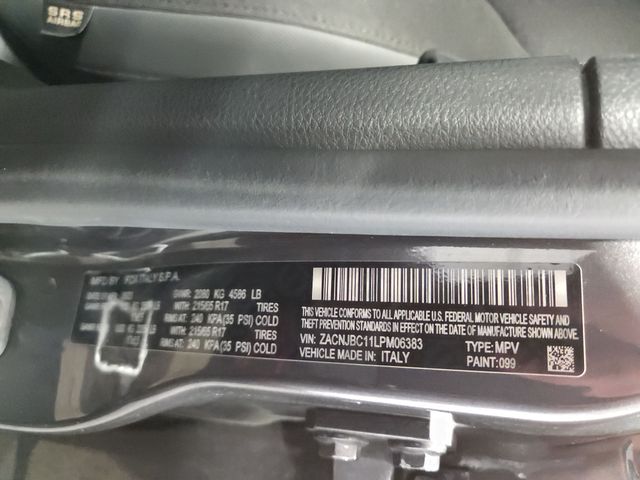 SRS
AIRBAG
MFD BY FCA ITALY S.P.A.
GVWR: 2080 KG 4586 LB
TIRES
215/65 R17
RIMS AT: 240 KPA(35 PSI) COLD
TIRES
215/65 R17
RIMS AT: 240 KPA(35 PSI) COLD
THIS VEHICLE CONFORMS TO ALL APPLICABLE U.S. FEDERAL MOTOR VEHICLE SAFETY
AND THEFT PREVENTION STANDARDS IN EFFECT ON THE DATE OF MANUFACTURE SHOWN ABOVE
VIN: ZACNJBC11LPM06383 TYPE: MPV
VEHICLE MADE IN: ITALY PAINT: 099